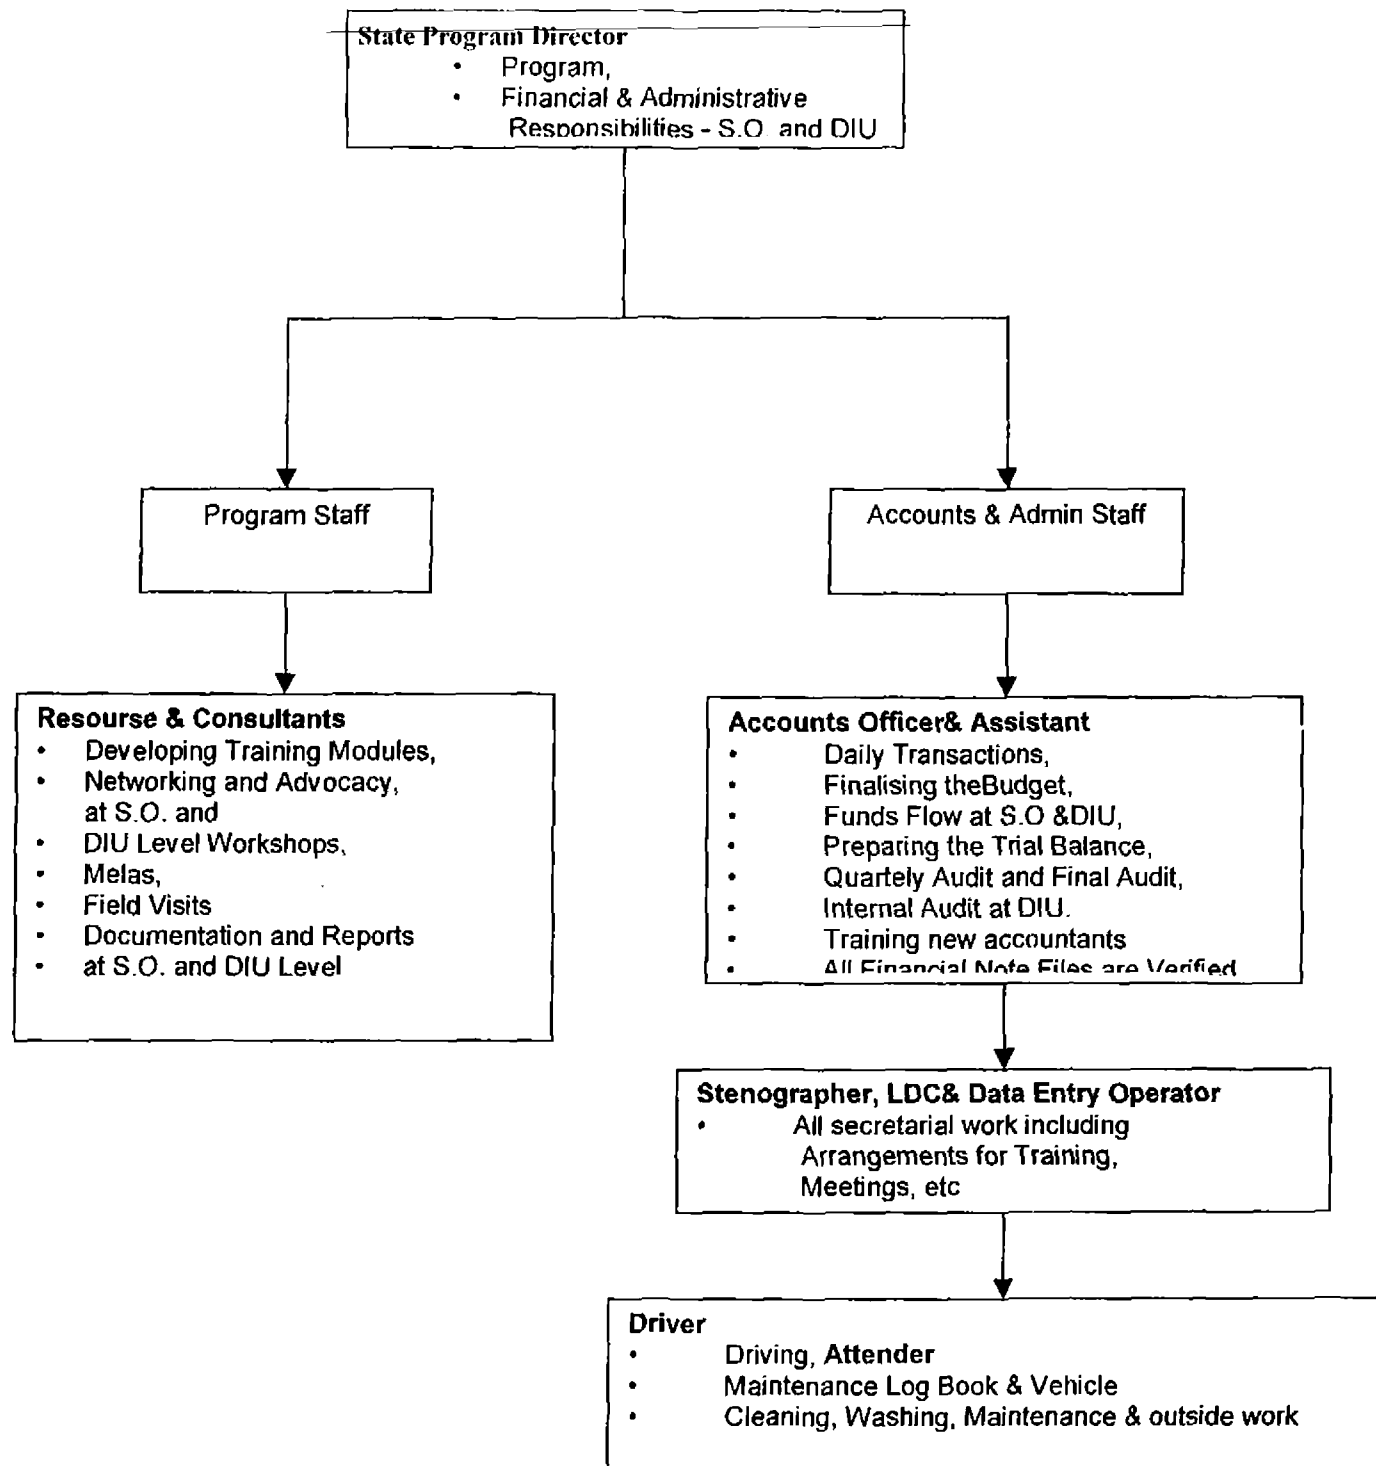 State Program Director
• Program,
• Financial & Administrative
Responsibilities - S.O. and DIU
Program Staff
Accounts & Admin Staff
Resourse & Consultants
• Developing Training Modules,
• Networking and Advocacy,
at S.O. and
• DIU Level Workshops,
• Melas,
• Field Visits
• Documentation and Reports
• at S.O. and DIU Level
Accounts Officer& Assistant
• Daily Transactions,
• Finalising theBudget,
• Funds Flow at S.O &DIU,
• Preparing the Trial Balance,
• Quartely Audit and Final Audit,
• Internal Audit at DIU.
• Training new accountants
• All Financial Note Files are Verified
Stenographer, LDC& Data Entry Operator
• All secretarial work including
Arrangements for Training,
Meetings, etc
Driver
• Driving, Attender
• Maintenance Log Book & Vehicle
• Cleaning, Washing, Maintenance & outside work